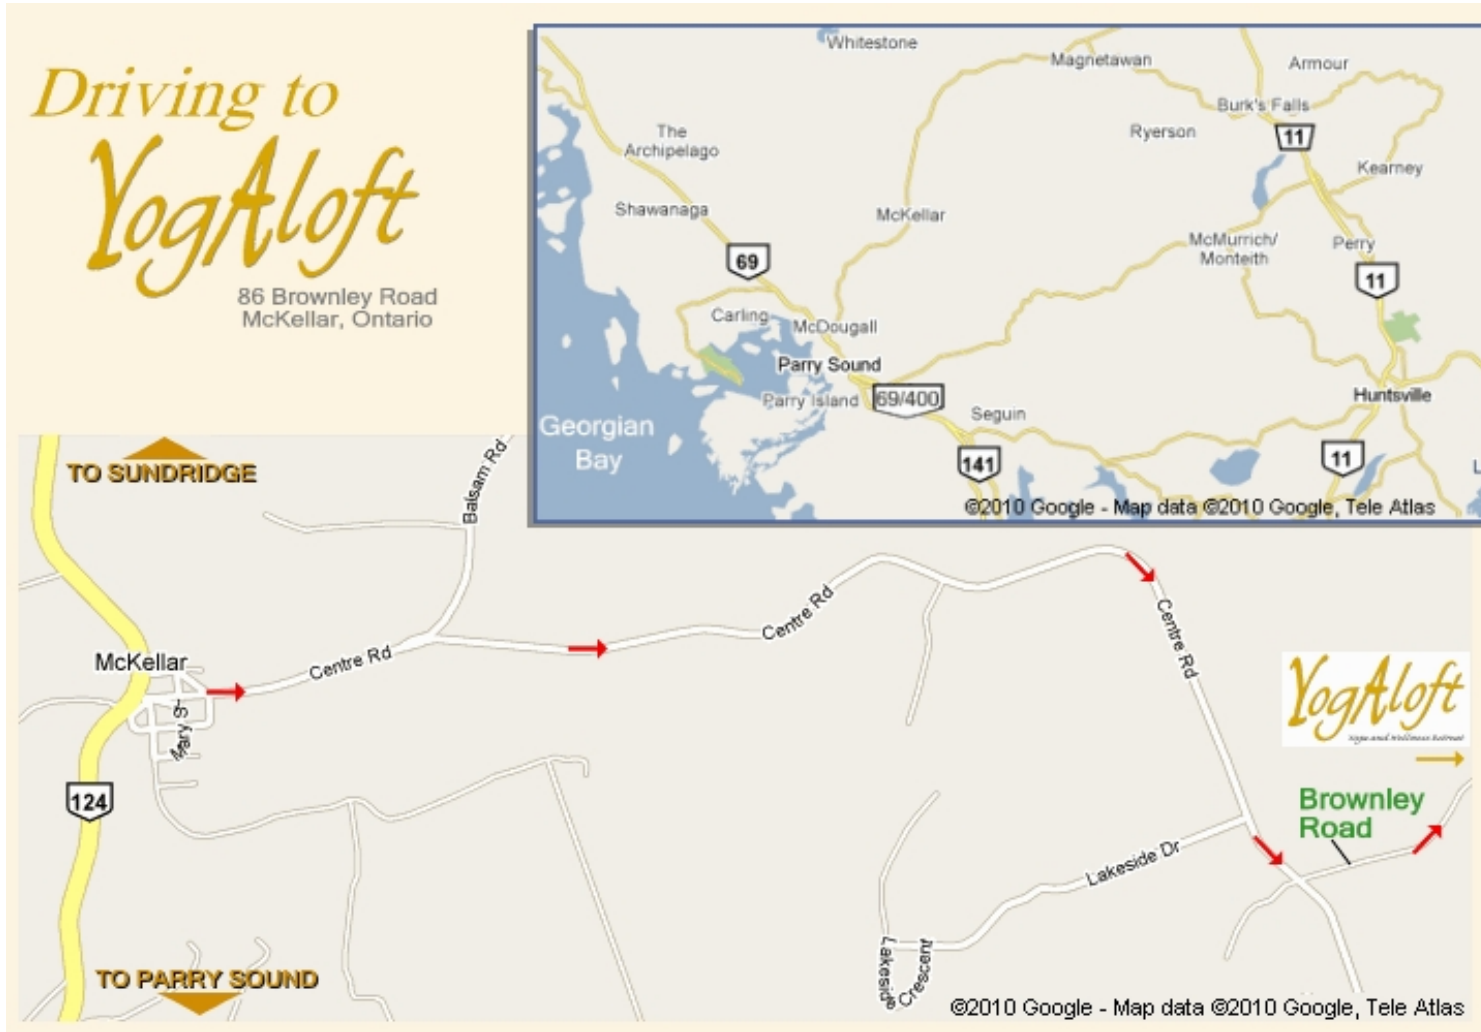 Driving to
YogAloft
86 Brownley Road
McKellar, Ontario
Whitestone
Magnetawan
Armour
Burk's Falls
Ryerson
11
The
Archipelago
Kearney
Shawanaga
McKellar
McMurrich/
Monteith
Perry
69
11
Carling
McDougall
Parry Sound
Parry Island
69/400
Huntsville
Seguin
Georgian
Bay
141
11
L
©2010 Google - Map data ©2010 Google, Tele Atlas
TO SUNDRIDGE
Balsam Rd
Centre Rd
Centre Rd
Centre Rd
McKellar
Mary S
YogAloft
Yoga and Wellness Retreat
124
Brownley
Road
Lakeside Dr
Lakeside
Crescent
TO PARRY SOUND
©2010 Google - Map data ©2010 Google, Tele Atlas